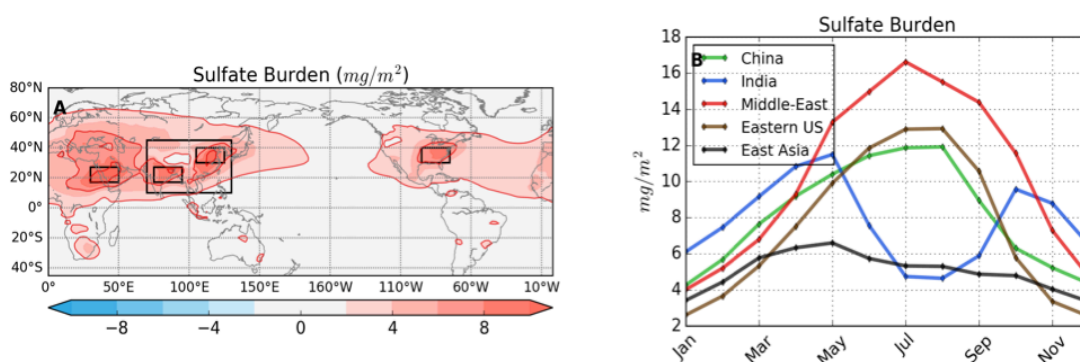 Sulfate Burden (mg/m²)
A
80°N
60°N
40°N
20°N
0°
20°S
40°S
0°
50°E
100°E
150°E
160°W
110°W
60°W
10°W
−8
−4
0
4
8
Sulfate Burden
B
China
India
Middle-East
Eastern US
East Asia
mg/m²
18
16
14
12
10
8
6
4
2
Jan
Mar
May
Jul
Sep
Nov